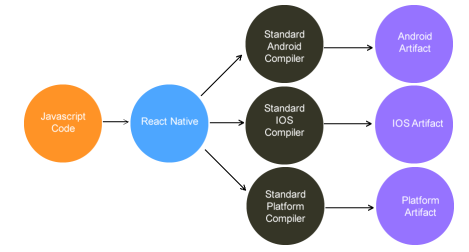 Javascript
Code
React Native
Standard
Android
Compiler
Android
Artifact
Standard
IOS
Compiler
IOS Artifact
Standard
Platform
Compiler
Platform
Artifact